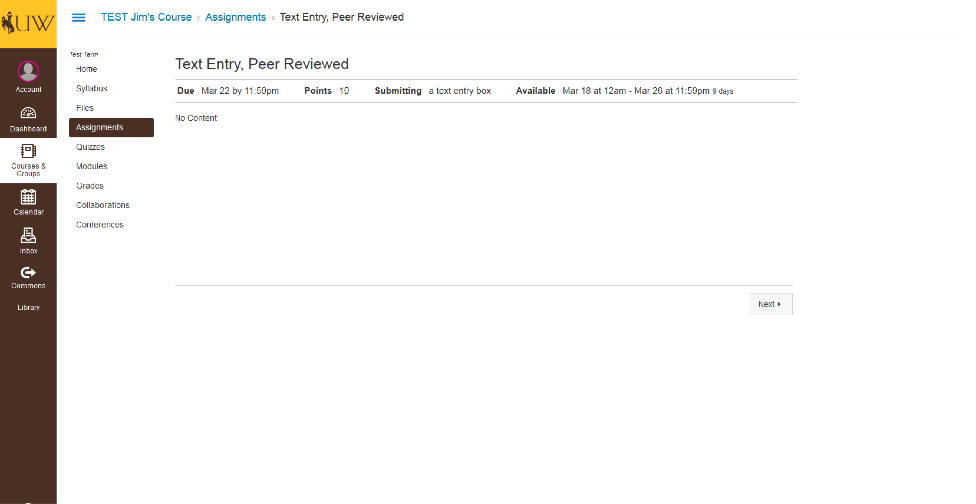 UW
TEST Jim's Course › Assignments › Text Entry, Peer Reviewed
Account
Dashboard
Courses &
Groups
Calendar
Inbox
Commons
Library
Test Term
Home
Syllabus
Files
Assignments
Quizzes
Modules
Grades
Collaborations
Conferences
Text Entry, Peer Reviewed
Due Mar 22 by 11:59pm Points 10 Submitting a text entry box Available Mar 18 at 12am - Mar 26 at 11:59pm 9 days
No Content
Next